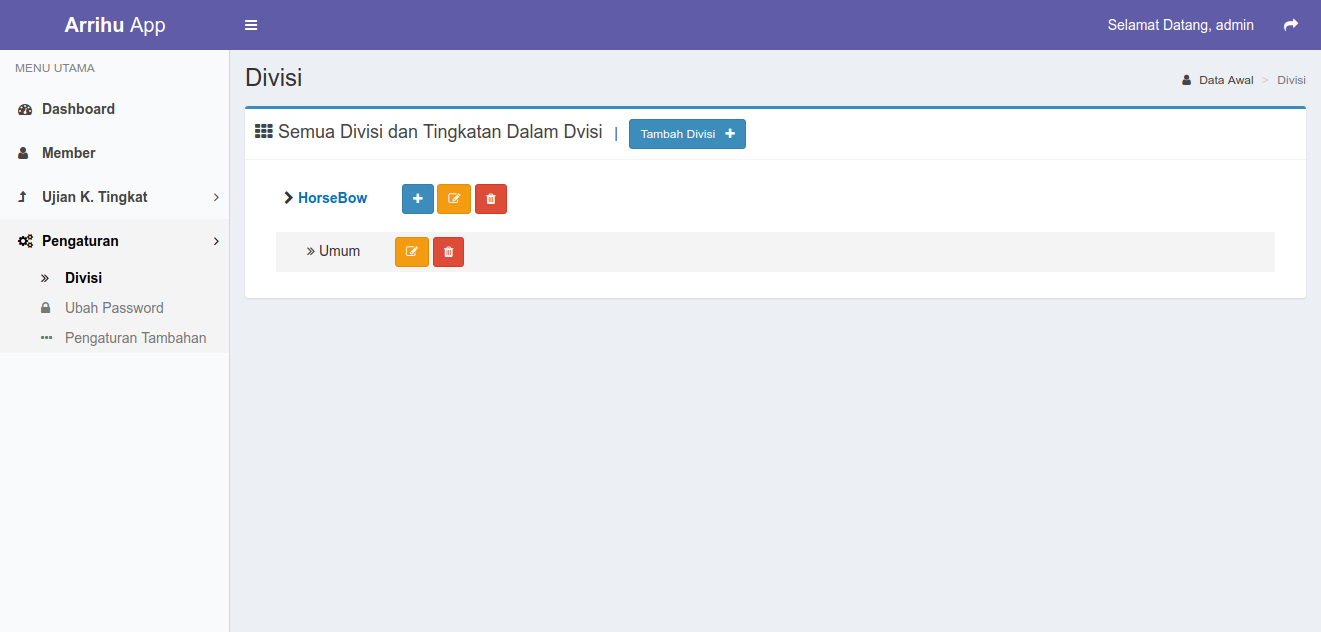 Arrihu App
Selamat Datang, admin
MENU UTAMA
Dashboard
Member
Ujian K. Tingkat
Pengaturan
Divisi
Ubah Password
Pengaturan Tambahan
Divisi
Data Awal > Divisi
Semua Divisi dan Tingkatan Dalam Dvisi | Tambah Divisi
HorseBow
Umum